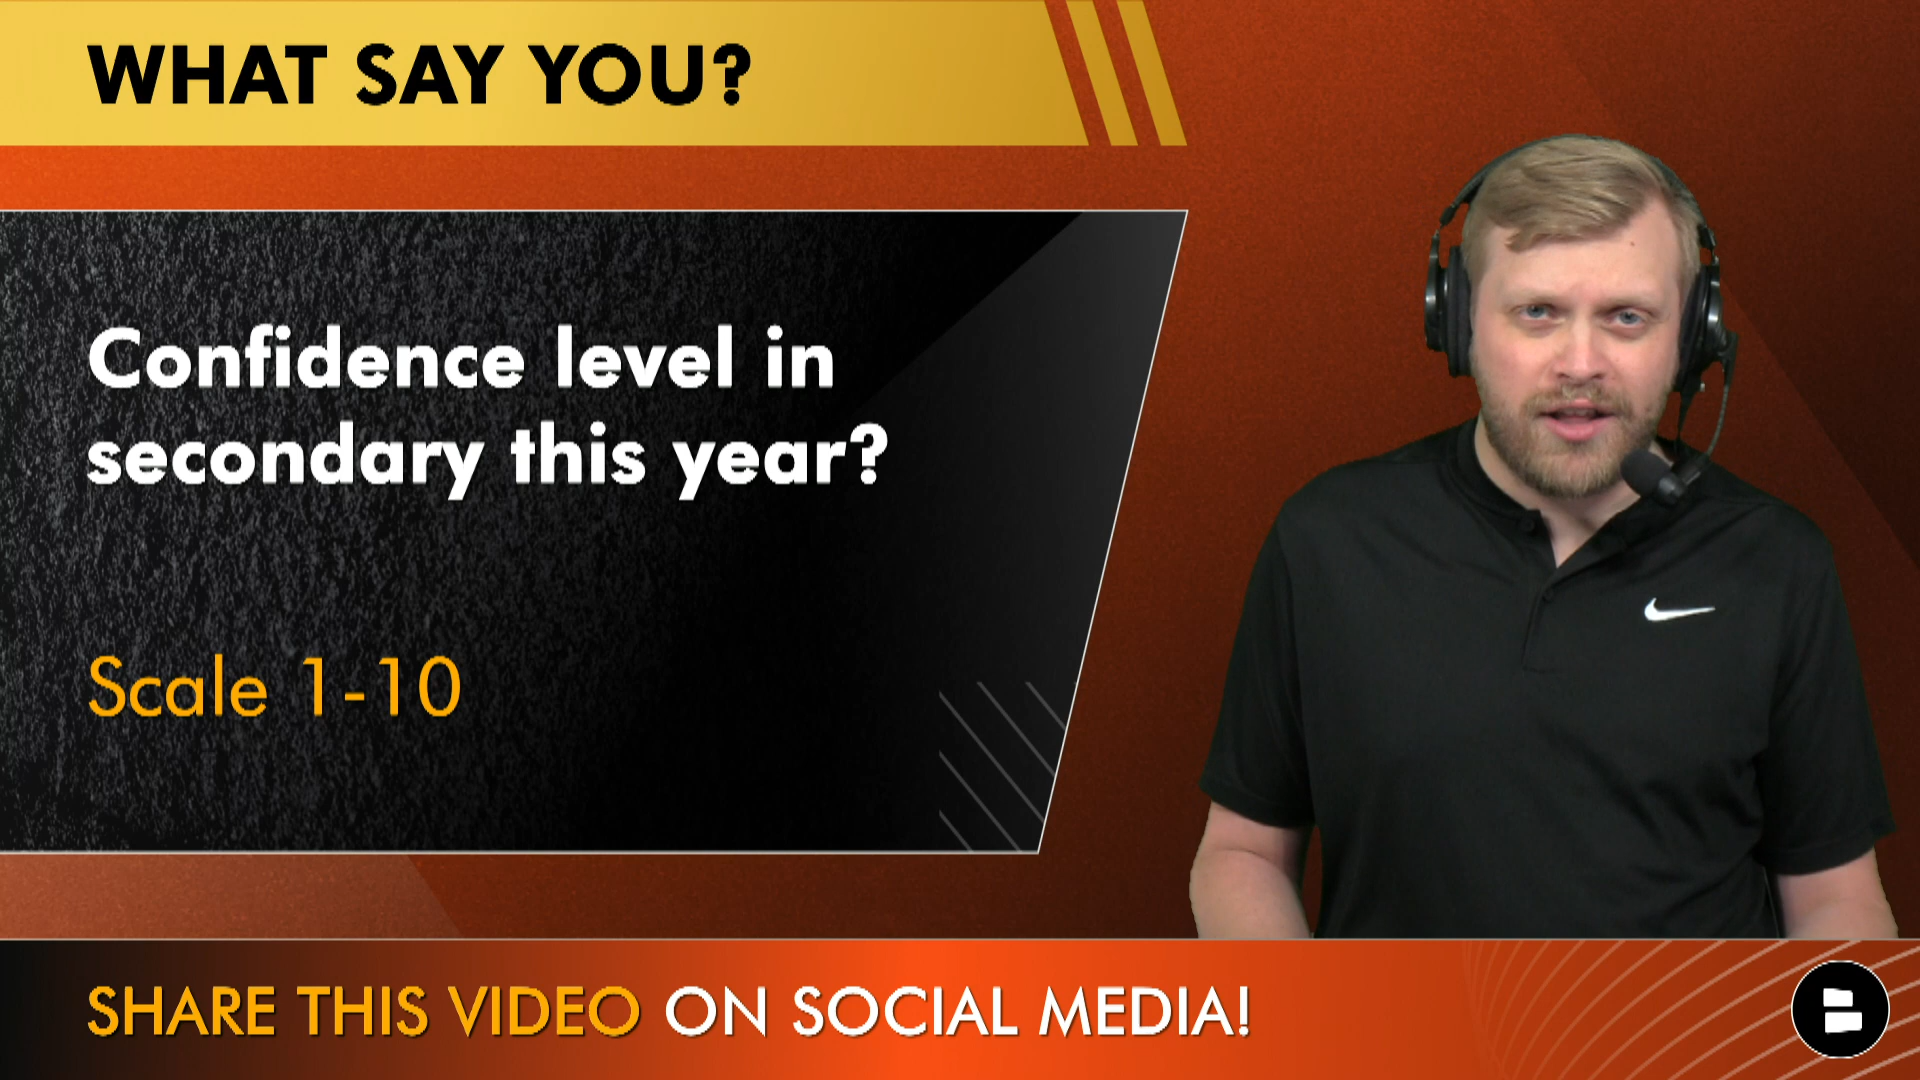 WHAT SAY YOU?
Confidence level in
secondary this year?
Scale 1-10
SHARE THIS VIDEO ON SOCIAL MEDIA!